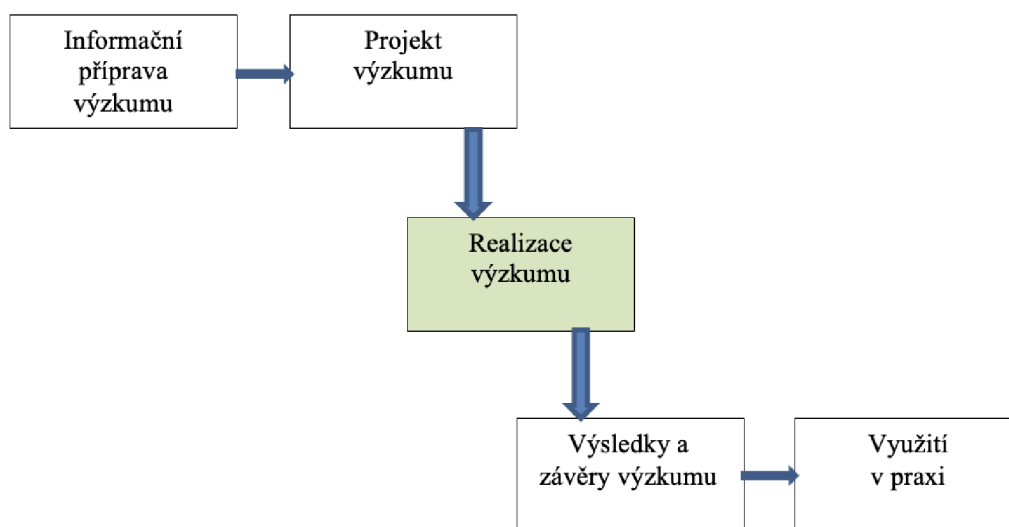 Informační
příprava
výzkumu
Projekt
výzkumu
Realizace
výzkumu
Výsledky a
závěry výzkumu
Využití
v praxi